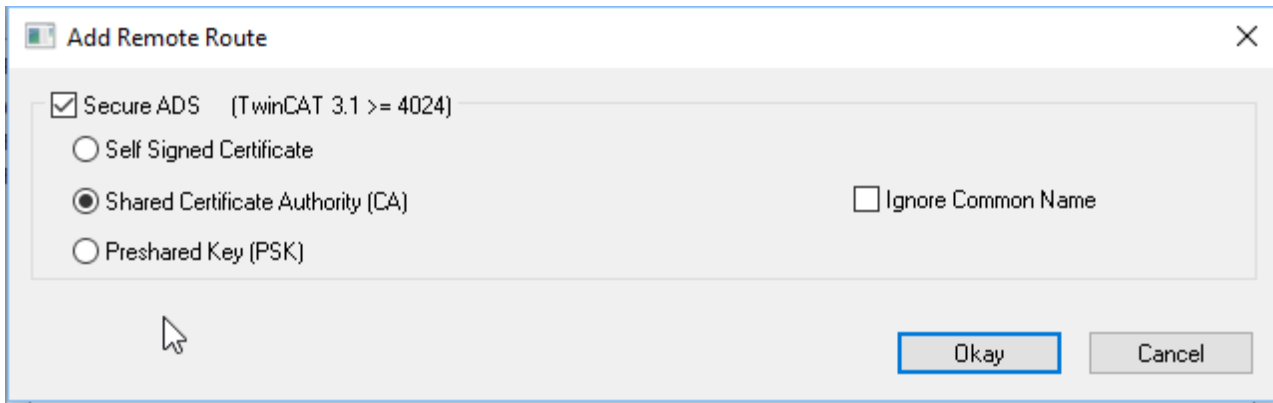 Add Remote Route
Secure ADS (TwinCAT 3.1 >= 4024)
Self Signed Certificate
Shared Certificate Authority (CA)
Ignore Common Name
Preshared Key (PSK)
Okay
Cancel